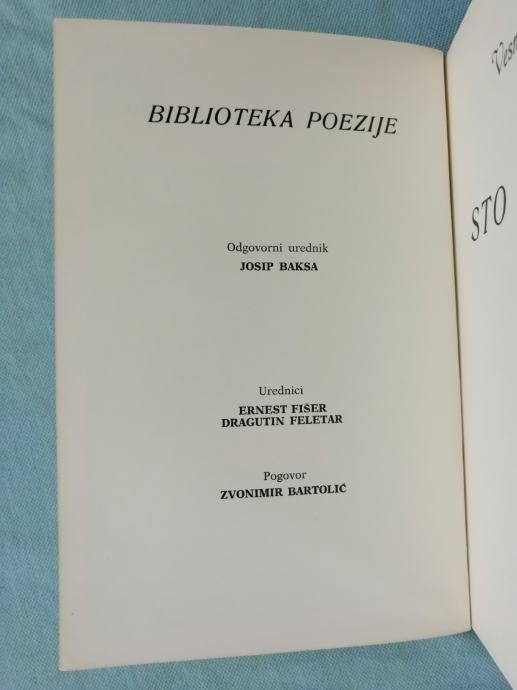 BIBLIOTEKA POEZIJE
Odgovorni urednik
JOSIP BAKSA
Urednici
ERNEST FIŠER
DRAGUTIN FELETAR
Pogovor
ZVONIMIR BARTOLIĆ
STO